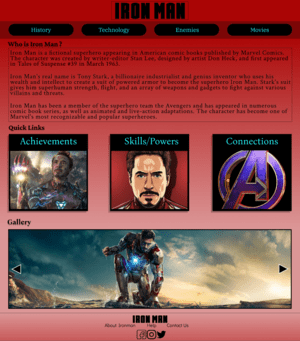 IRON MAN
History Technology Enemies Movies
Who is Iron Man ?
Iron Man is a fictional superhero appearing in American comic books published by Marvel Comics.
The character was created by writer-editor Stan Lee, designed by artist Don Heck, and first appeared
in Tales of Suspense #39 in March 1963.
Iron Man's real name is Tony Stark, a billionaire industrialist and genius inventor who uses his
wealth and intellect to create a suit of powered armor to become the superhero Iron Man. Stark's suit
gives him superhuman strength, flight, and an array of weapons and gadgets to fight against various
villains and threats.
Iron Man has been a member of the superhero team the Avengers and has appeared in numerous
comic book series, as well as animated and live-action adaptations. The character has become one of
Marvel's most recognizable and popular superheroes.
Quick Links
Achievements Skills/Powers Connections
Gallery
IRON MAN
About Ironman Help Contact Us